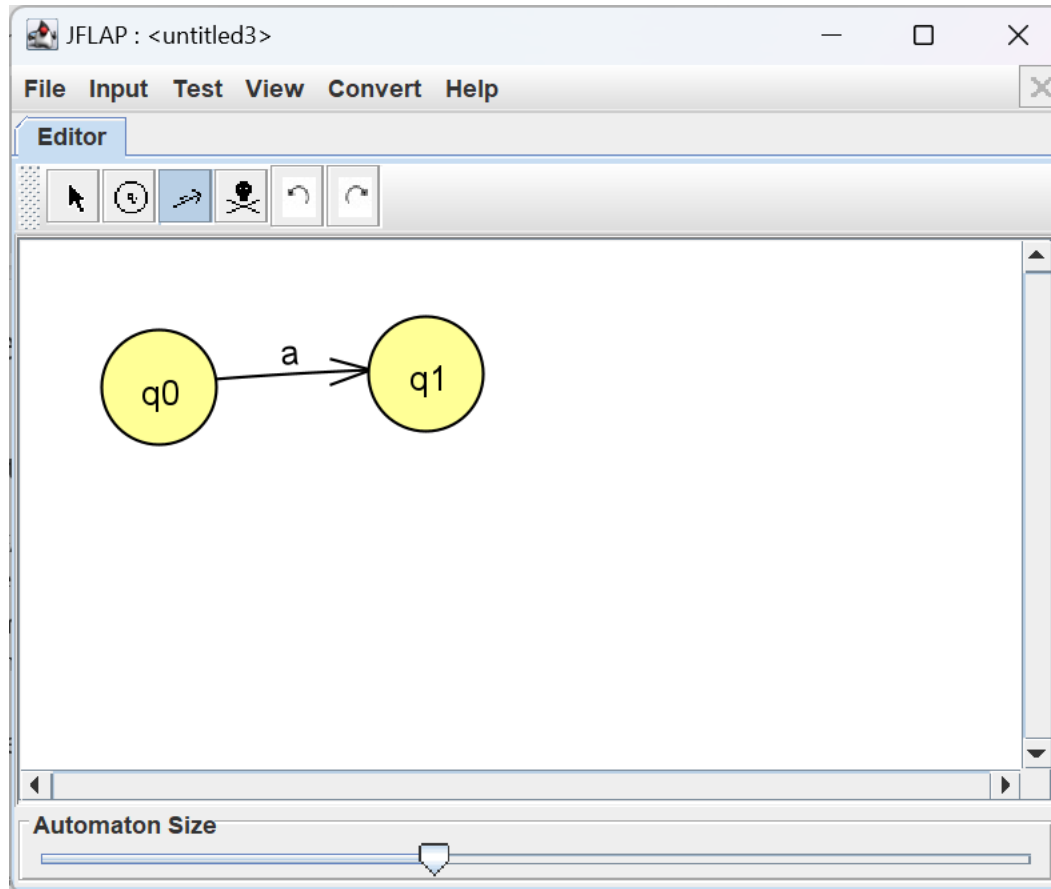 JFLAP : <untitled3>
File Input Test View Convert Help
Editor
q
a
q0
q1
Automaton Size